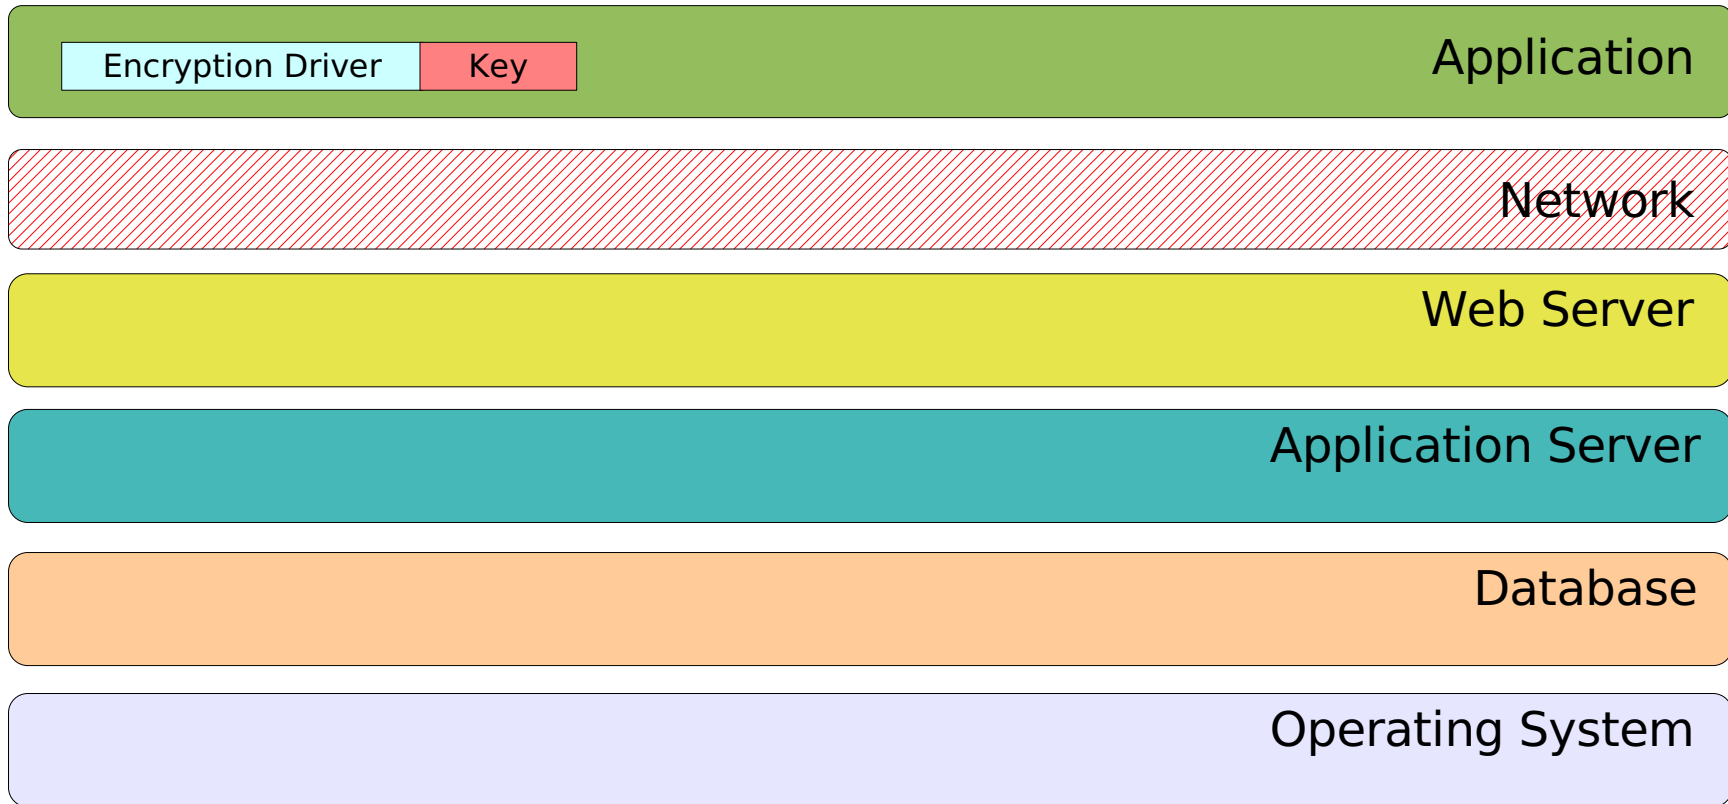 Application
Encryption Driver Key
Network
Web Server
Application Server
Database
Operating System